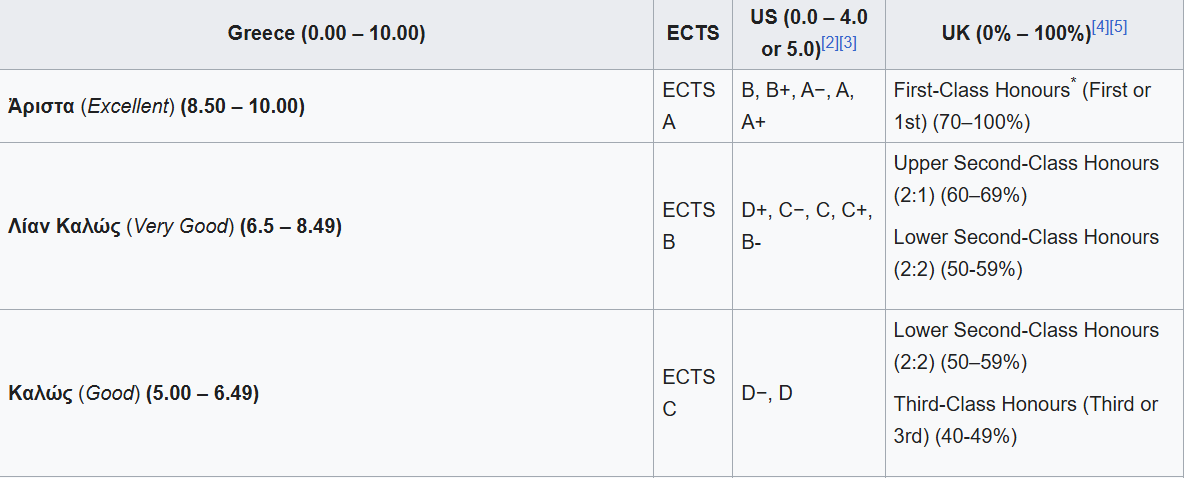 Greece (0.00 – 10.00)
ECTS
US (0.0 – 4.0
or 5.0)[2][3]
UK (0% – 100%)[4][5]
Άριστα (Excellent) (8.50 – 10.00)
ECTS
A
B, B+, A−, A,
A+
First-Class Honours* (First or
1st) (70–100%)
Λίαν Καλώς (Very Good) (6.5 – 8.49)
ECTS
B
D+, C−, C, C+,
B-
Upper Second-Class Honours
(2:1) (60–69%)
Lower Second-Class Honours
(2:2) (50-59%)
Καλώς (Good) (5.00 – 6.49)
ECTS
C
D−, D
Lower Second-Class Honours
(2:2) (50–59%)
Third-Class Honours (Third or
3rd) (40-49%)